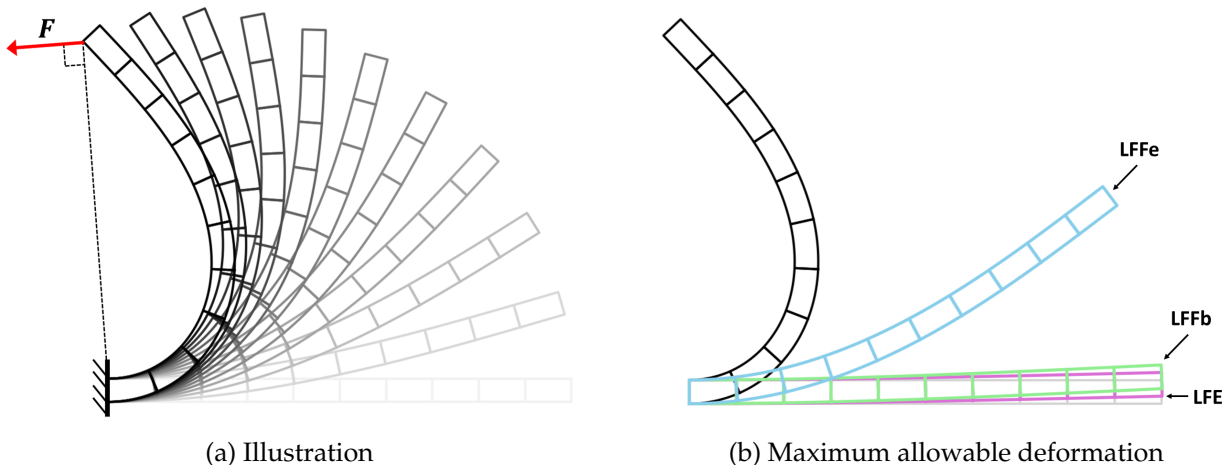 F
LFFe
LFFb
LFE
(a) Illustration
(b) Maximum allowable deformation